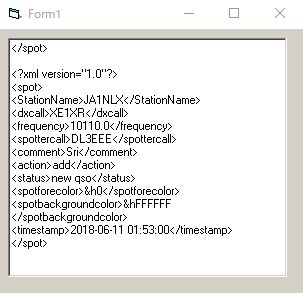 Form1
</spot>
<?xml version="1.0"?>
<spot>
<StationName>JA1NLX</StationName>
<dxcall>XE1XR</dxcall>
<frequency>10110.0</frequency>
<spottercall>DL3EEE</spottercall>
<comment>Sri</comment>
<action>add</action>
<status>new qso</status>
<spotforecolor>&h0</spotforecolor>
<spotbackgroundcolor>&hFFFFFF
</spotbackgroundcolor>
<timestamp>2018-06-11 01:53:00</timestamp>
</spot>